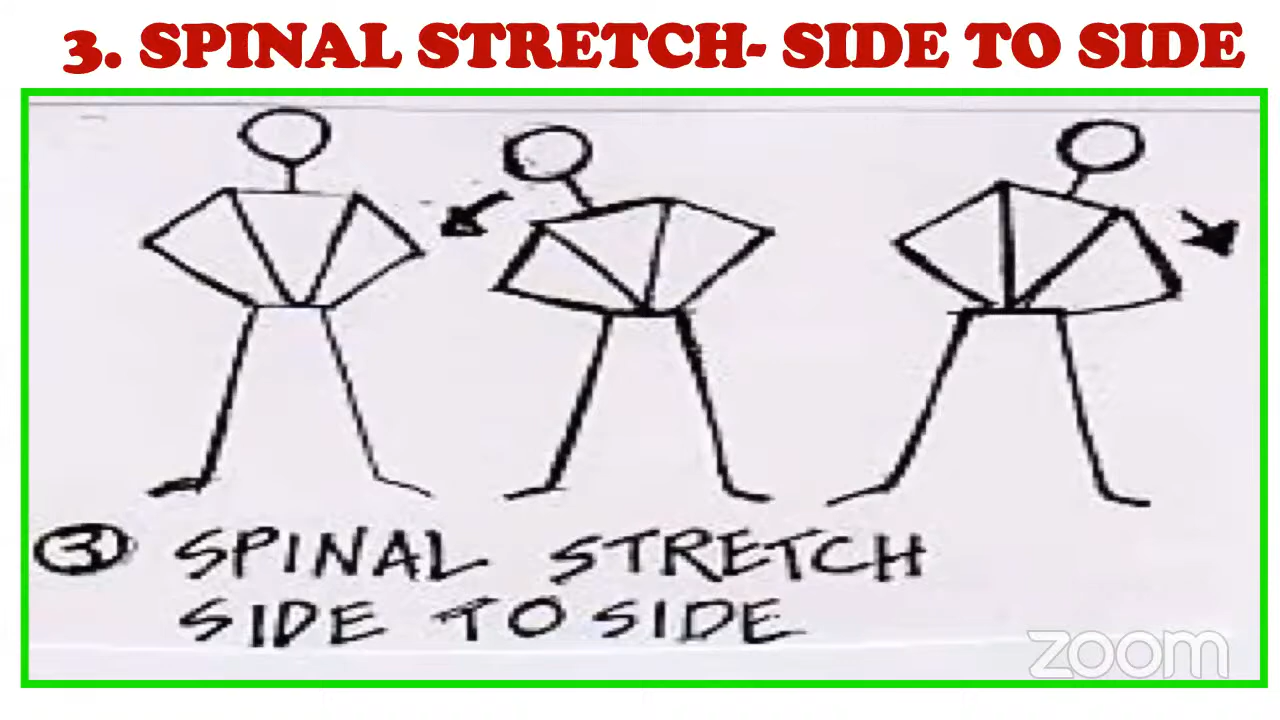 3. SPINAL STRETCH- SIDE TO SIDE
3 SPINAL STRETCH
SIDE TO SIDE
zoom